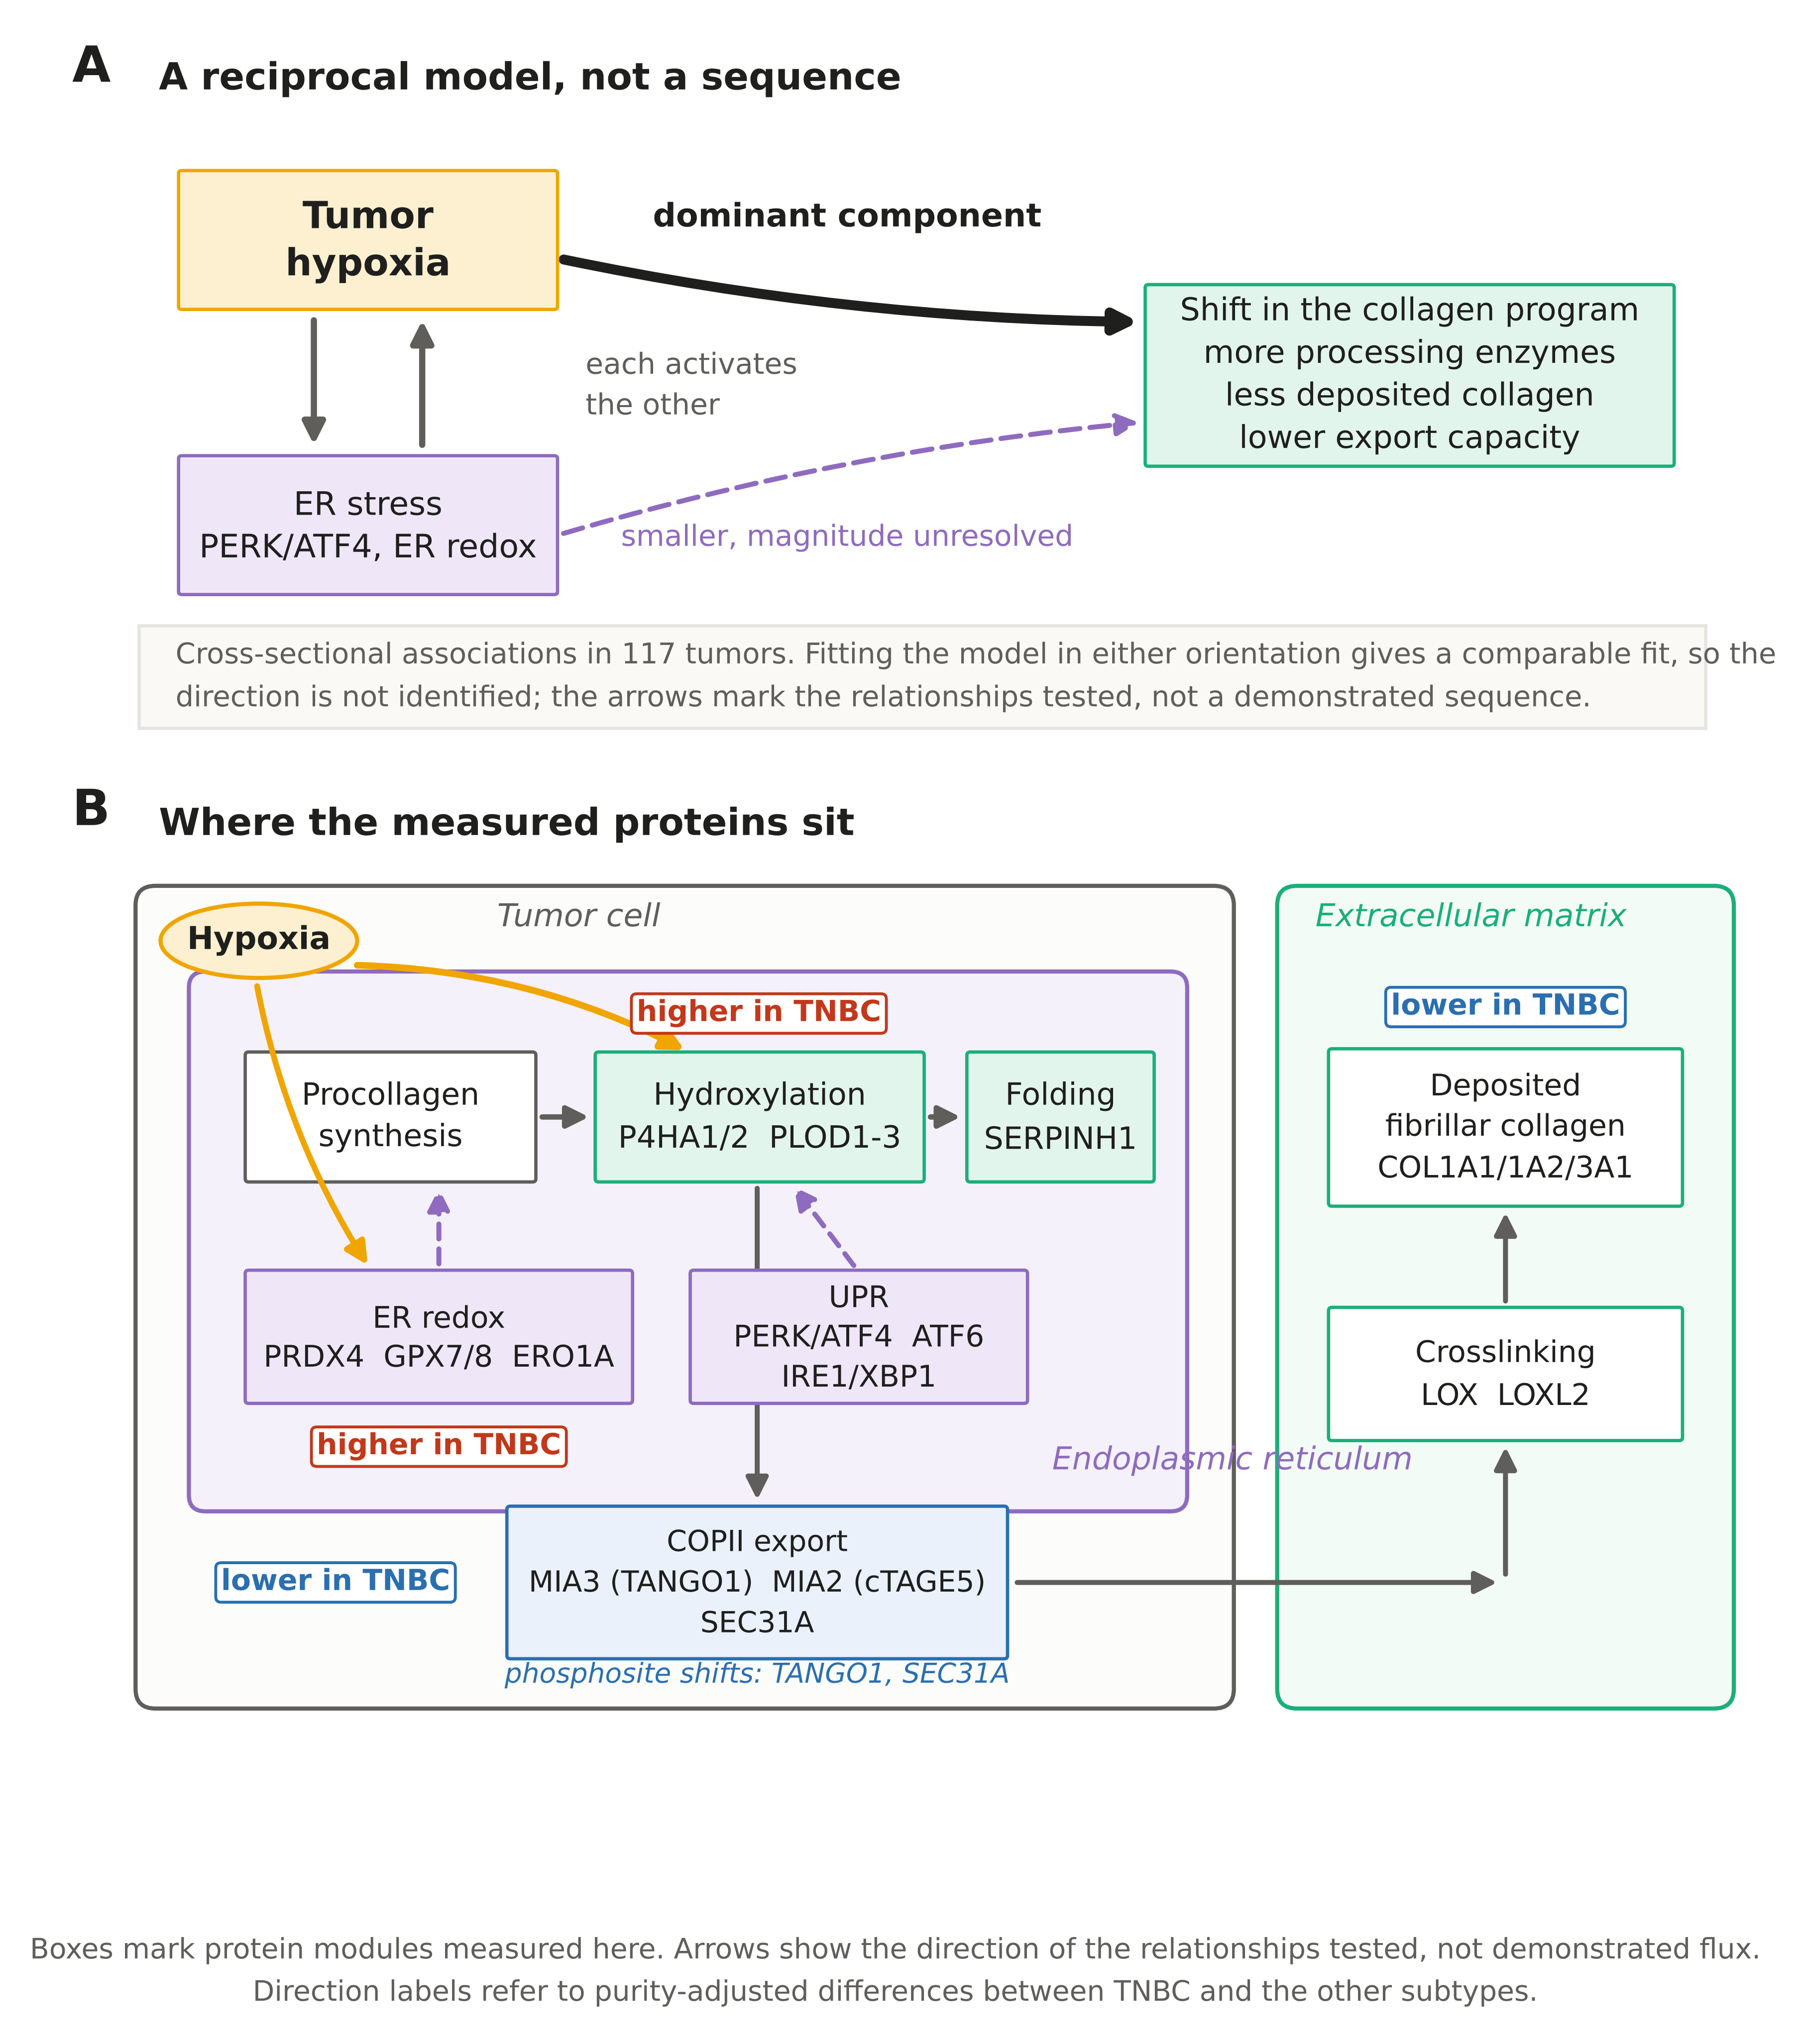 A
A reciprocal model, not a sequence
Tumor
hypoxia
dominant component
Shift in the collagen program
more processing enzymes
less deposited collagen
lower export capacity
each activates
the other
ER stress
PERK/ATF4, ER redox
smaller, magnitude unresolved
Cross-sectional associations in 117 tumors. Fitting the model in either orientation gives a comparable fit, so the
direction is not identified; the arrows mark the relationships tested, not a demonstrated sequence.
B
Where the measured proteins sit
Tumor cell
Extracellular matrix
Hypoxia
higher in TNBC
lower in TNBC
Procollagen
synthesis
Hydroxylation
P4HA1/2 PLOD1-3
Folding
SERPINH1
Deposited
fibrillar collagen
COL1A1/1A2/3A1
ER redox
PRDX4 GPX7/8 ERO1A
UPR
PERK/ATF4 ATF6
IRE1/XBP1
Crosslinking
LOX LOXL2
higher in TNBC
Endoplasmic reticulum
lower in TNBC
COPII export
MIA3 (TANGO1) MIA2 (cTAGE5)
SEC31A
phosphosite shifts: TANGO1, SEC31A
Boxes mark protein modules measured here. Arrows show the direction of the relationships tested, not demonstrated flux.
Direction labels refer to purity-adjusted differences between TNBC and the other subtypes.